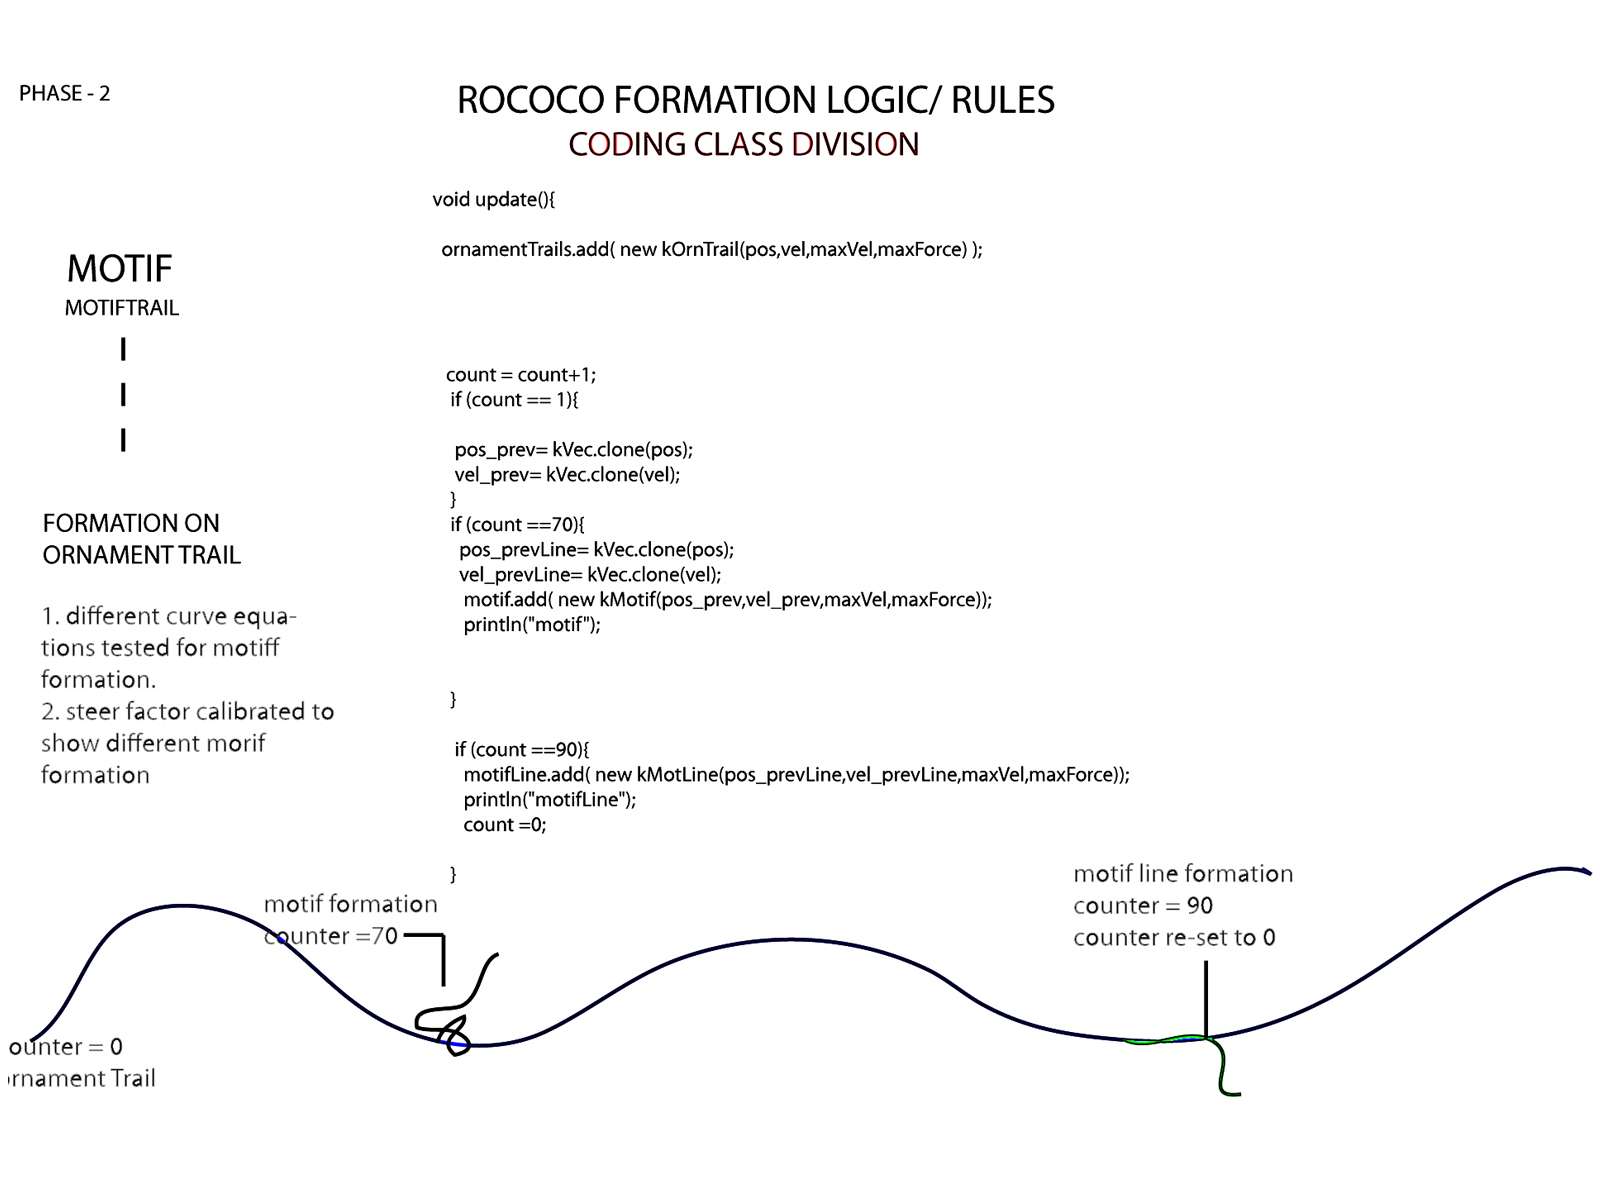 PHASE - 2
ROCOCO FORMATION LOGIC/ RULES
CODING CLASS DIVISION
MOTIF
MOTIFTRAIL
FORMATION ON
ORNAMENT TRAIL
1. different curve equa-
tions tested for motiff
formation.
2. steer factor calibrated to
show different morif
formation
void update(){
ornamentTrails.add( new kOrnTrail(pos,vel,maxVel,maxForce) );
count = count+1;
if (count == 1){
pos_prev= kVec.clone(pos);
vel_prev= kVec.clone(vel);
}
if (count ==70){
pos_prevLine= kVec.clone(pos);
vel_prevLine= kVec.clone(vel);
motif.add( new kMotif(pos_prev,vel_prev,maxVel,maxForce));
println("motif");
}
if (count ==90){
motifLine.add( new kMotLine(pos_prevLine,vel_prevLine,maxVel,maxForce));
println("motifLine");
count =0;
}
motif formation
counter =70
motif line formation
counter = 90
counter re-set to 0
ounter = 0
rnament Trail